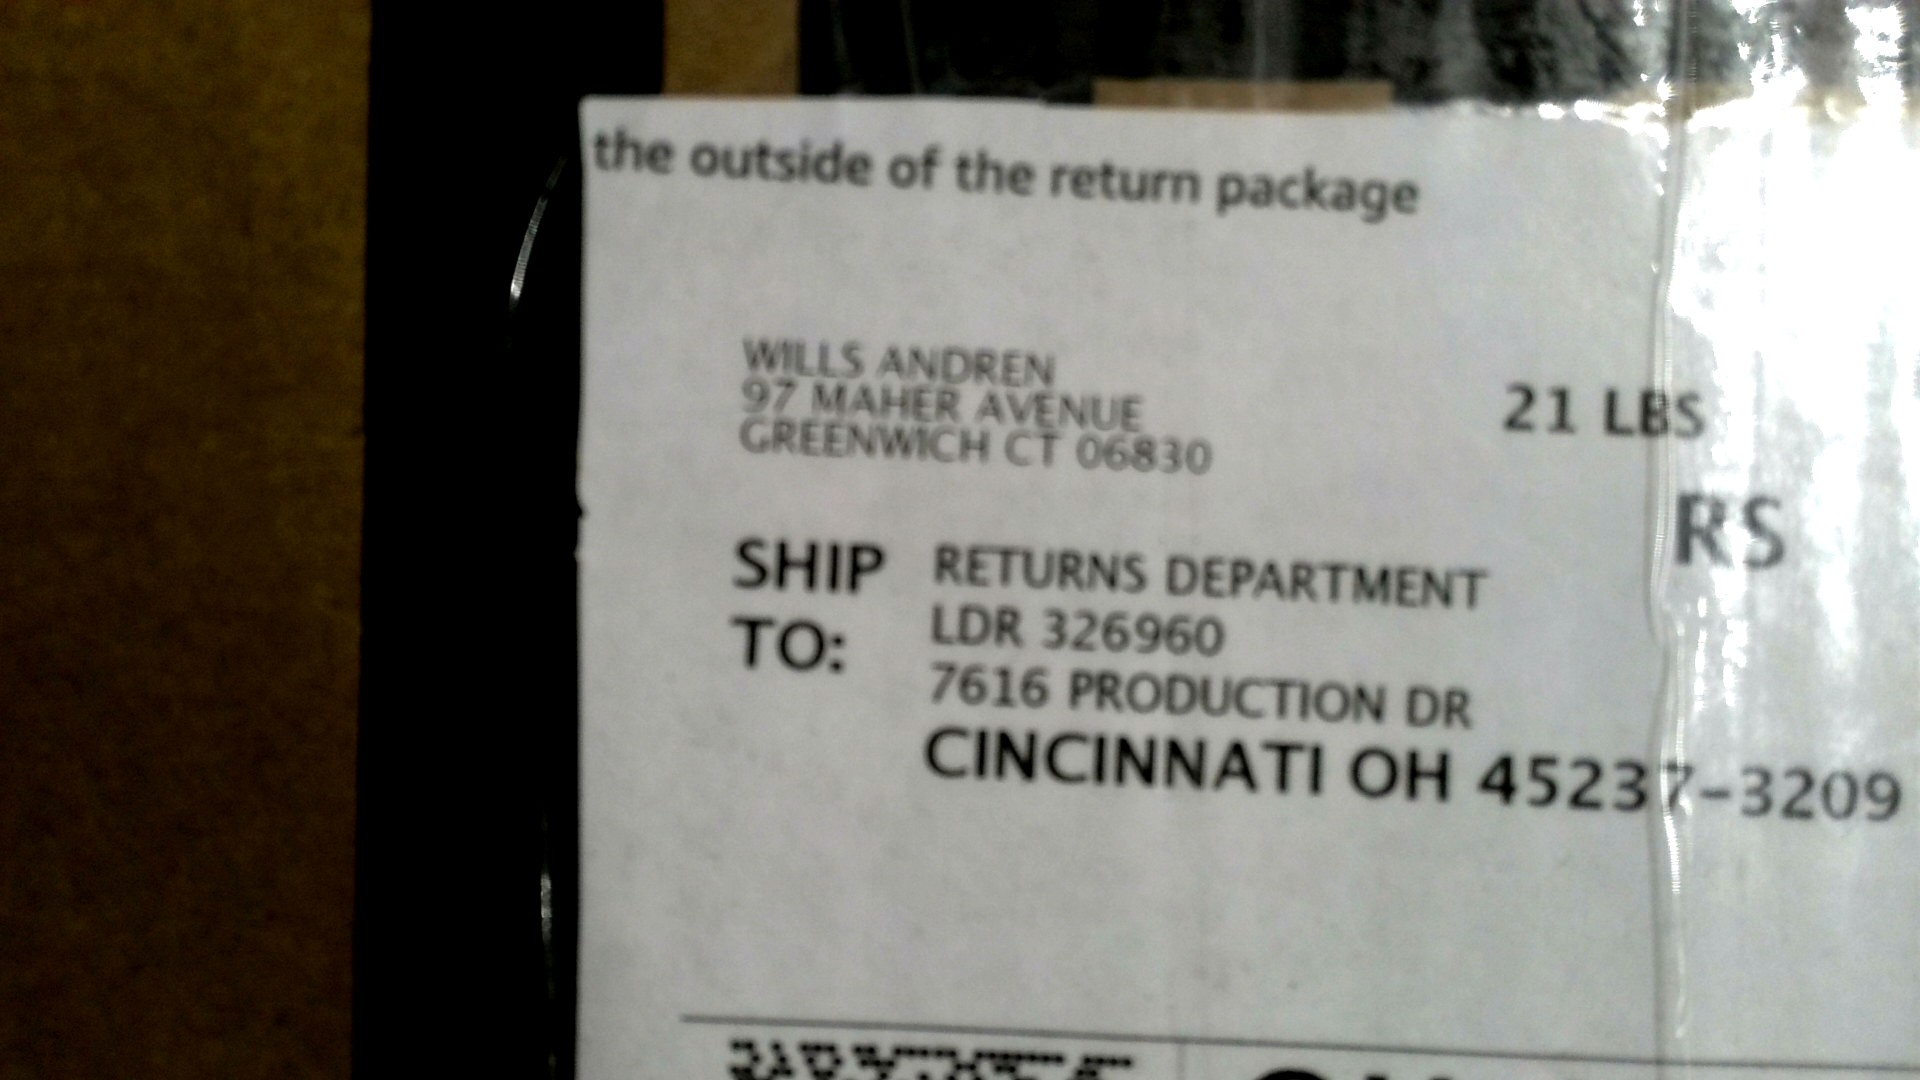 the outside of the return package
WILLS ANDREN
97 MAHER AVENUE
GREENWICH CT 06830
21 LBS
RS
SHIP TO:
RETURNS DEPARTMENT
LDR 326960
7616 PRODUCTION DR
CINCINNATI OH 45237-3209